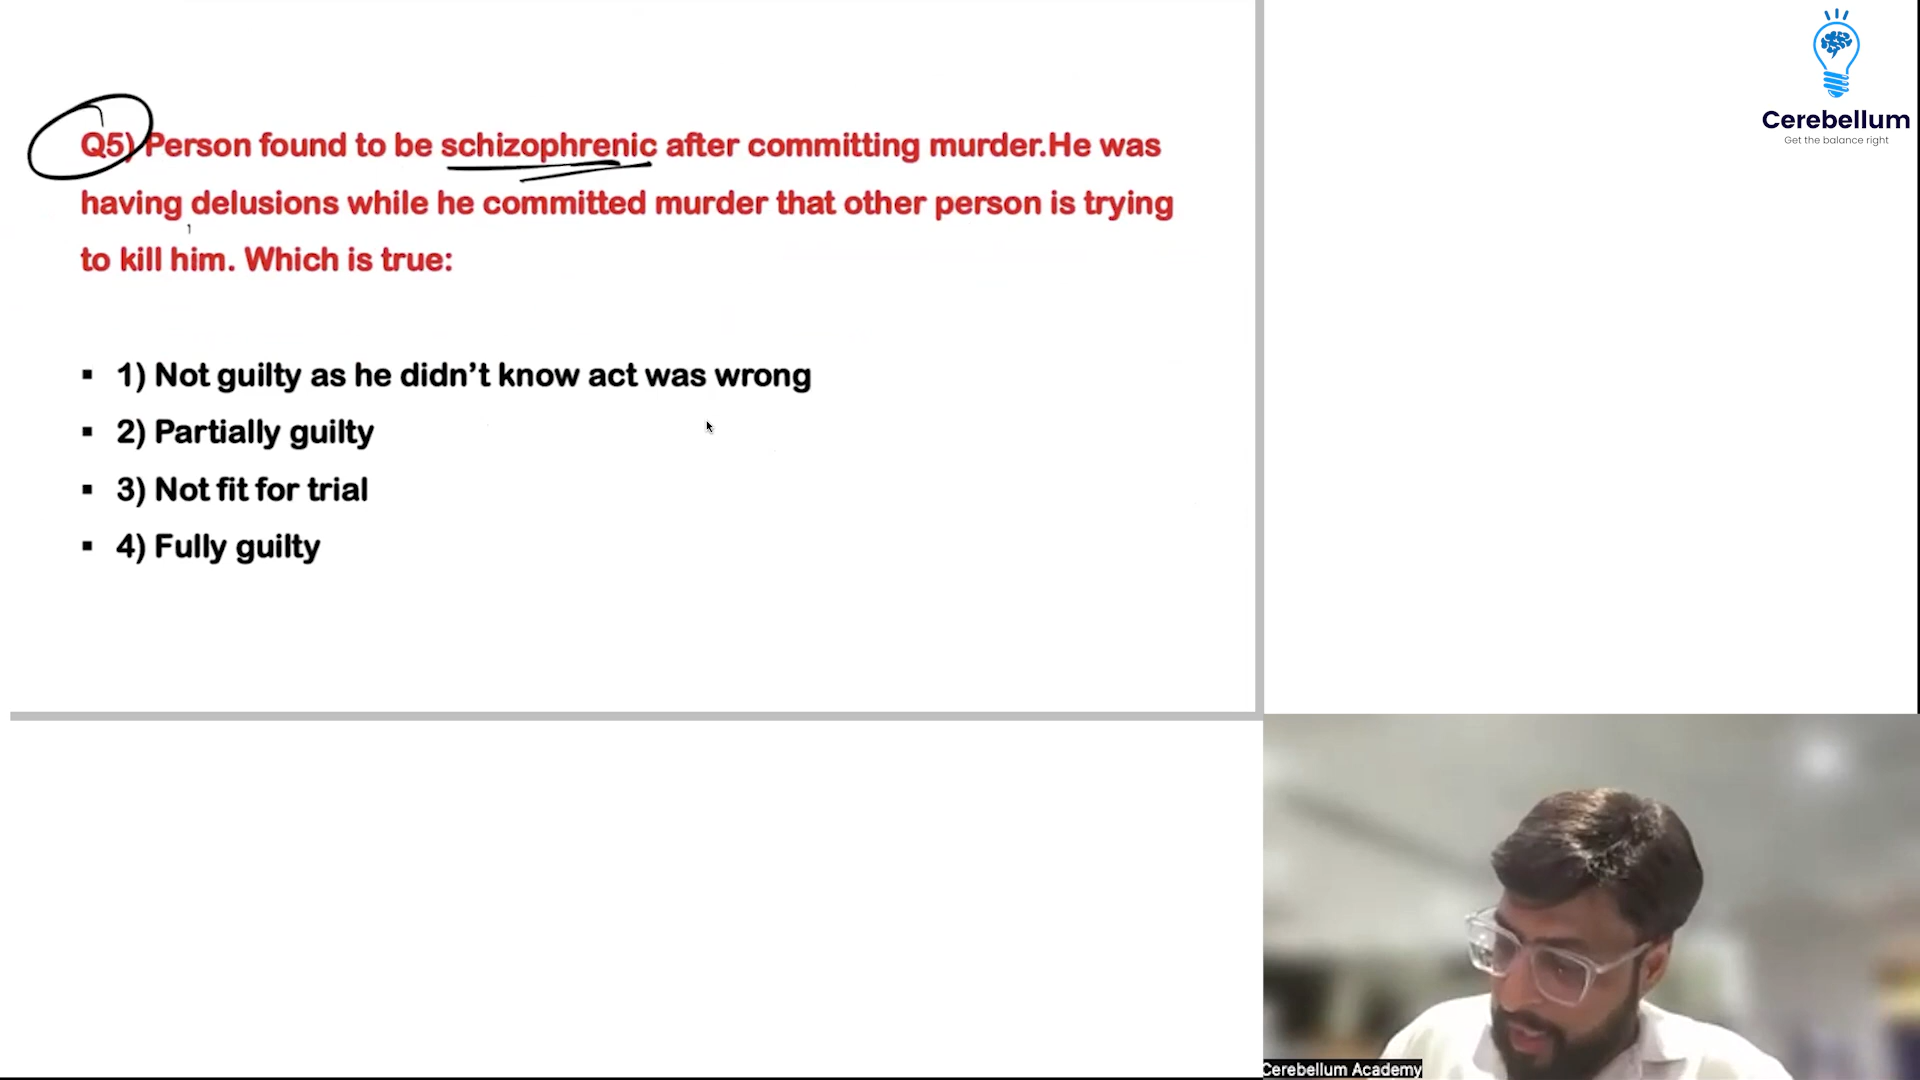 Cerebellum
Get the balance right
Q5) Person found to be schizophrenic after committing murder.He was
having delusions while he committed murder that other person is trying
to kill him. Which is true:
▪ 1) Not guilty as he didn’t know act was wrong
▪ 2) Partially guilty
▪ 3) Not fit for trial
▪ 4) Fully guilty
Cerebellum Academy